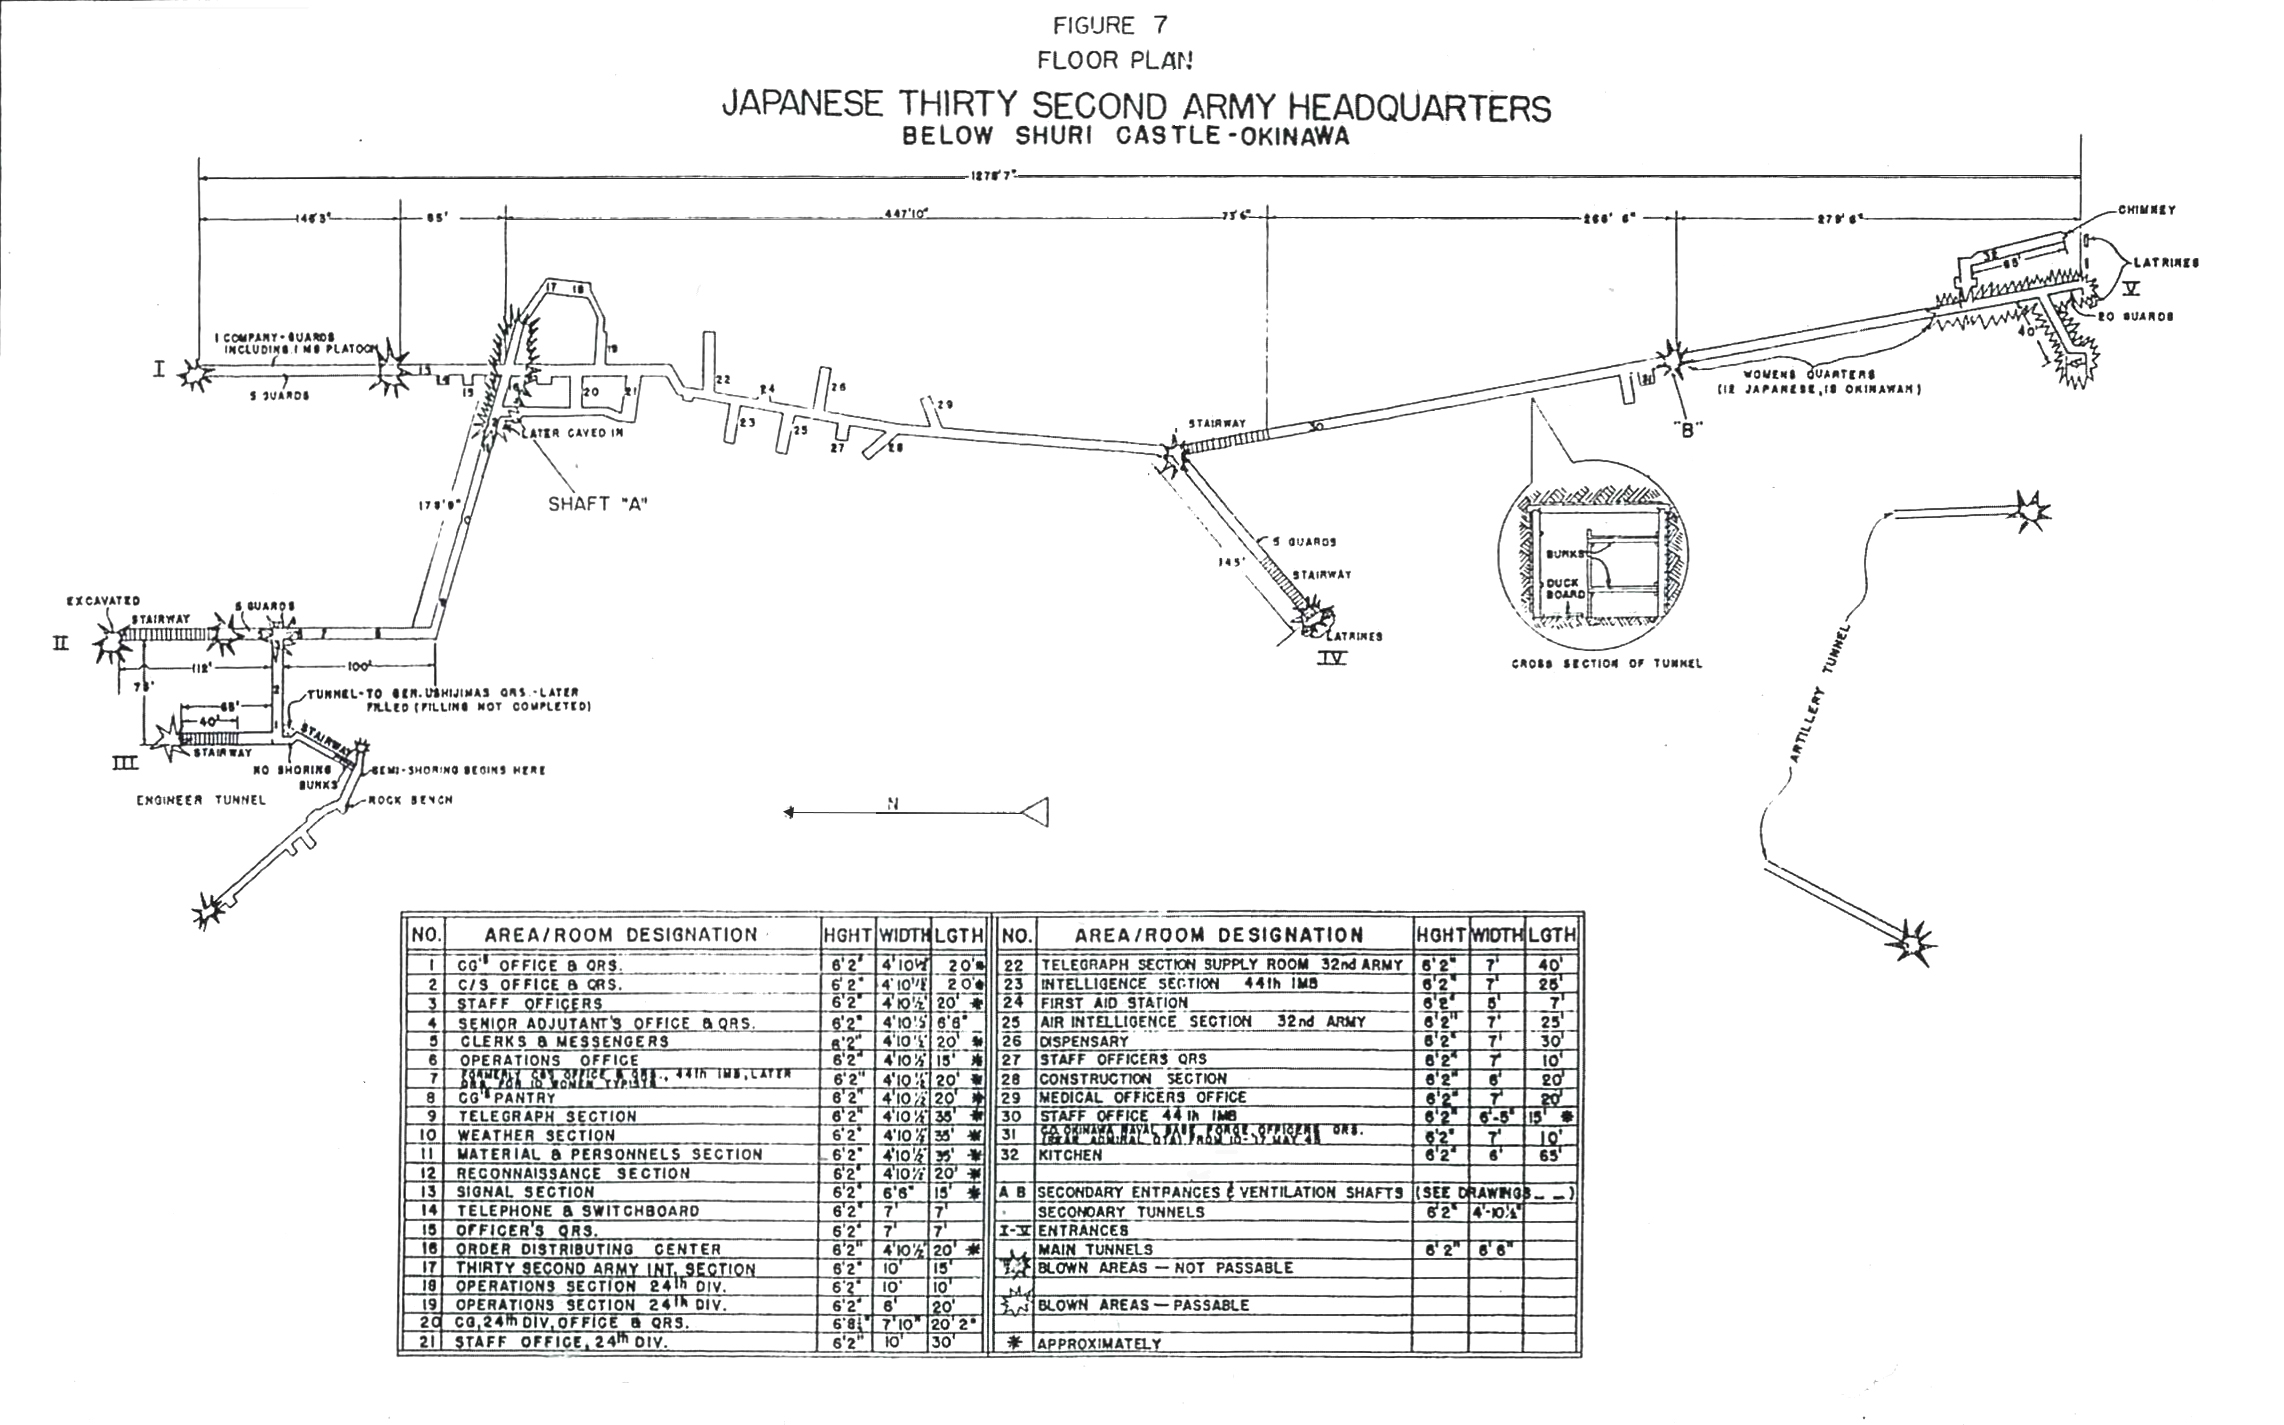 FIGURE 7
FLOOR PLAN
JAPANESE THIRTY SECOND ARMY HEADQUARTERS
BELOW SHURI CASTLE-OKINAWA
1278'7"
146'3" 85' 447'10" 73'6" 266' 6" 279'6"
CHIMNEY
LATRINES
V
20 GUARDS
32
65'
40'
1 COMPANY-GUARDS
INCLUDING 1 MG PLATOON
I
5 GUARDS
13
14
15
17 18
19
20
21
22
23
24
25
26
27
28
29
30
31
LATER CAVED IN
SHAFT "A"
178'9"
STAIRWAY
WOMENS QUARTERS
(12 JAPANESE, 18 OKINAWAN)
"B"
5 GUARDS
145'
STAIRWAY
LATRINES
IV
BUNKS
DUCK
BOARD
CROSS SECTION OF TUNNEL
ARTILLERY TUNNEL
EXCAVATED
STAIRWAY
5 GUARDS
II
112' 100'
TUNNEL-TO GEN. USHIJIMAS QRS.-LATER
FILLED (FILLING NOT COMPLETED)
65'
40'
STAIRWAY
STAIRWAY
III
NO SHORING
BUNKS
SEMI-SHORING BEGINS HERE
ROCK BENCH
ENGINEER TUNNEL
N
NO. AREA/ROOM DESIGNATION HGHT WIDTH LGTH
1 CG'S OFFICE & QRS. 6'2" 4'10½" 20'*
2 C/S OFFICE & QRS. 6'2" 4'10½" 20'*
3 STAFF OFFICERS 6'2" 4'10½" 20' *
4 SENIOR ADJUTANT'S OFFICE & QRS. 6'2" 4'10½" 6'6"
5 CLERKS & MESSENGERS 6'2" 4'10½" 20' *
6 OPERATIONS OFFICE 6'2" 4'10½" 15' *
7 FORMERLY CG'S OFFICE & QRS., 44th IMB, LATER
QRS. FOR 10 WOMEN TYPISTS 6'2" 4'10½" 20' *
8 CG'S PANTRY 6'2" 4'10½" 20' *
9 TELEGRAPH SECTION 6'2" 4'10½" 35' *
10 WEATHER SECTION 6'2" 4'10½" 35' *
11 MATERIAL & PERSONNELS SECTION 6'2" 4'10½" 35' *
12 RECONNAISSANCE SECTION 6'2" 4'10½" 20' *
13 SIGNAL SECTION 6'2" 6'6" 15' *
14 TELEPHONE & SWITCHBOARD 6'2" 7' 7'
15 OFFICER'S QRS. 6'2" 7' 7'
16 ORDER DISTRIBUTING CENTER 6'2" 4'10½" 20' *
17 THIRTY SECOND ARMY INT. SECTION 6'2" 10' 15'
18 OPERATIONS SECTION 24th DIV. 6'2" 10' 10'
19 OPERATIONS SECTION 24th DIV. 6'2" 6' 20'
20 CG, 24th DIV, OFFICE & QRS. 6'8½" 7'10" 20'2"
21 STAFF OFFICE, 24th DIV. 6'2" 10' 30'
NO. AREA/ROOM DESIGNATION HGHT WIDTH LGTH
22 TELEGRAPH SECTION SUPPLY ROOM 32nd ARMY 6'2" 7' 40'
23 INTELLIGENCE SECTION 44th IMB 6'2" 7' 25'
24 FIRST AID STATION 6'2" 5' 7'
25 AIR INTELLIGENCE SECTION 32nd ARMY 6'2" 7' 25'
26 DISPENSARY 6'2" 7' 30'
27 STAFF OFFICERS QRS 6'2" 7' 10'
28 CONSTRUCTION SECTION 6'2" 6' 20'
29 MEDICAL OFFICERS OFFICE 6'2" 7' 20'
30 STAFF OFFICE 44th IMB 6'2" 6'-5" 15' *
31 CO, OKINAWA NAVAL BASE FORCE, OFFICERS QRS.
(REAR ADMIRAL OTA) FROM 10-17 MAY 45 6'2" 7' 10'
32 KITCHEN 6'2" 6' 65'
A B SECONDARY ENTRANCES & VENTILATION SHAFTS (SEE DRAWINGS_ _)
SECONDARY TUNNELS 6'2" 4'-10½"
I-V ENTRANCES
MAIN TUNNELS 6'2" 6'6"
BLOWN AREAS — NOT PASSABLE
BLOWN AREAS — PASSABLE
* APPROXIMATELY